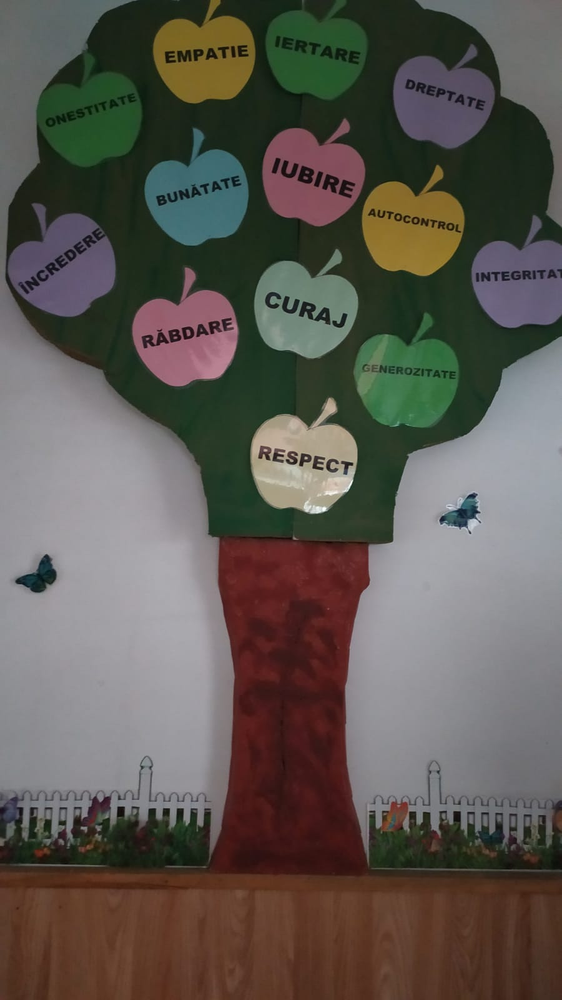 EMPATIE
IERTARE
DREPTATE
ONESTITATE
BUNĂTATE
IUBIRE
AUTOCONTROL
ÎNCREDERE
INTEGRITAT
RĂBDARE
CURAJ
GENEROZITATE
RESPECT